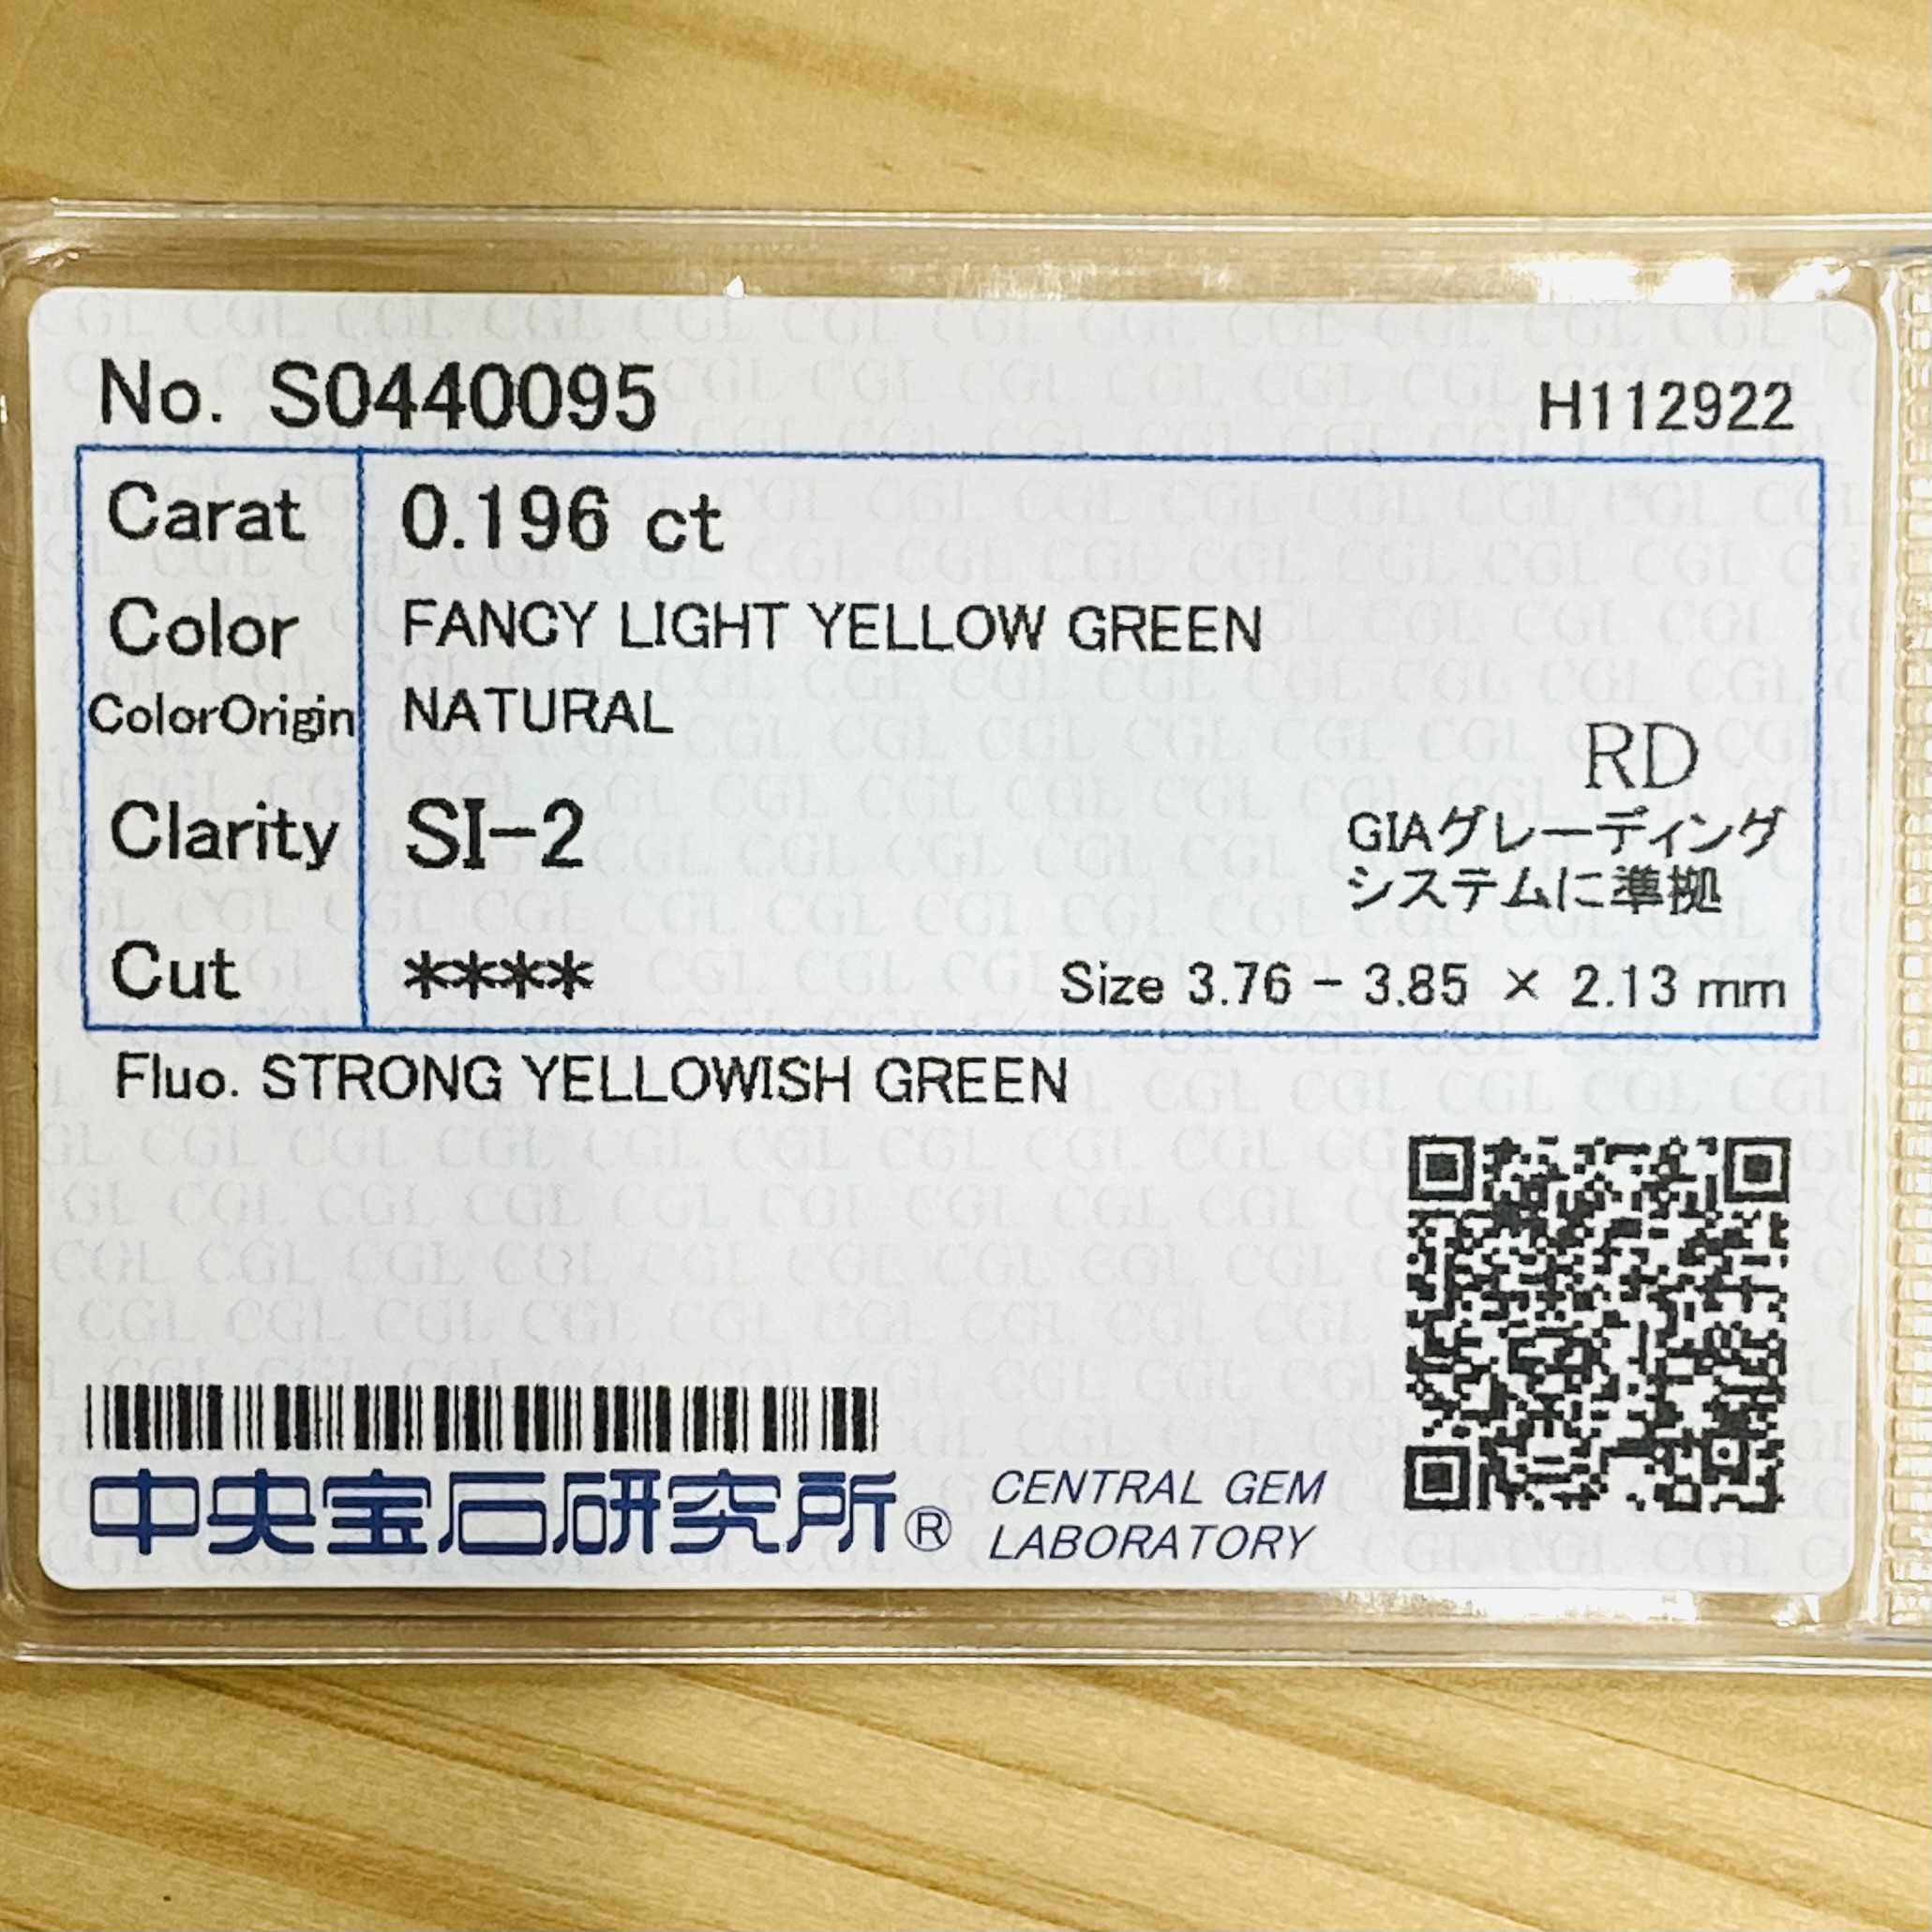 No. S0440095
H112922
Carat 0.196 ct
Color FANCY LIGHT YELLOW GREEN
ColorOrigin NATURAL
RD
Clarity SI-2
GIAグレーディング
システムに準拠
Cut ****
Size 3.76 - 3.85 × 2.13 mm
Fluo. STRONG YELLOWISH GREEN
中央宝石研究所®
CENTRAL GEM
LABORATORY